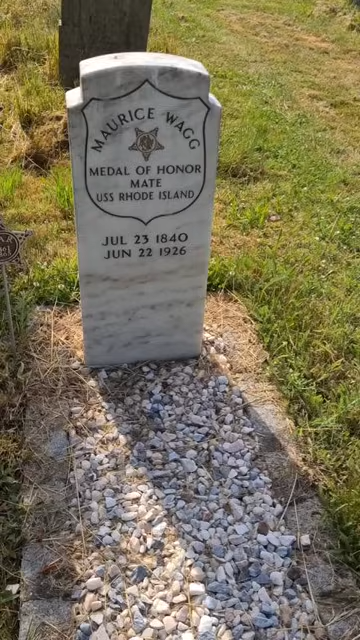 MAURICE WAGG
MEDAL OF HONOR
MATE
USS RHODE ISLAND
JUL 23 1840
JUN 22 1926